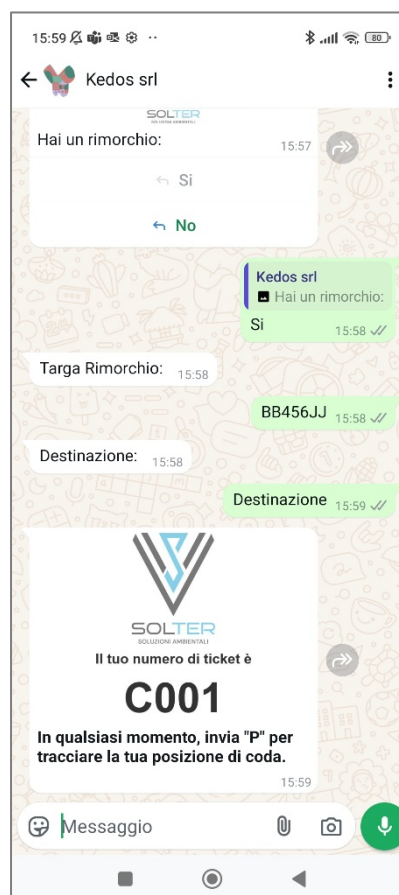 15:59
80
Kedos srl
SOLTER
SOLUZIONI AMBIENTALI
Hai un rimorchio:
15:57
Si
No
Kedos srl
Hai un rimorchio:
Si
15:58
Targa Rimorchio:
15:58
BB456JJ
15:58
Destinazione:
15:58
Destinazione
15:59
SOLTER
SOLUZIONI AMBIENTALI
Il tuo numero di ticket è
C001
In qualsiasi momento, invia "P" per
tracciare la tua posizione di coda.
15:59
Messaggio